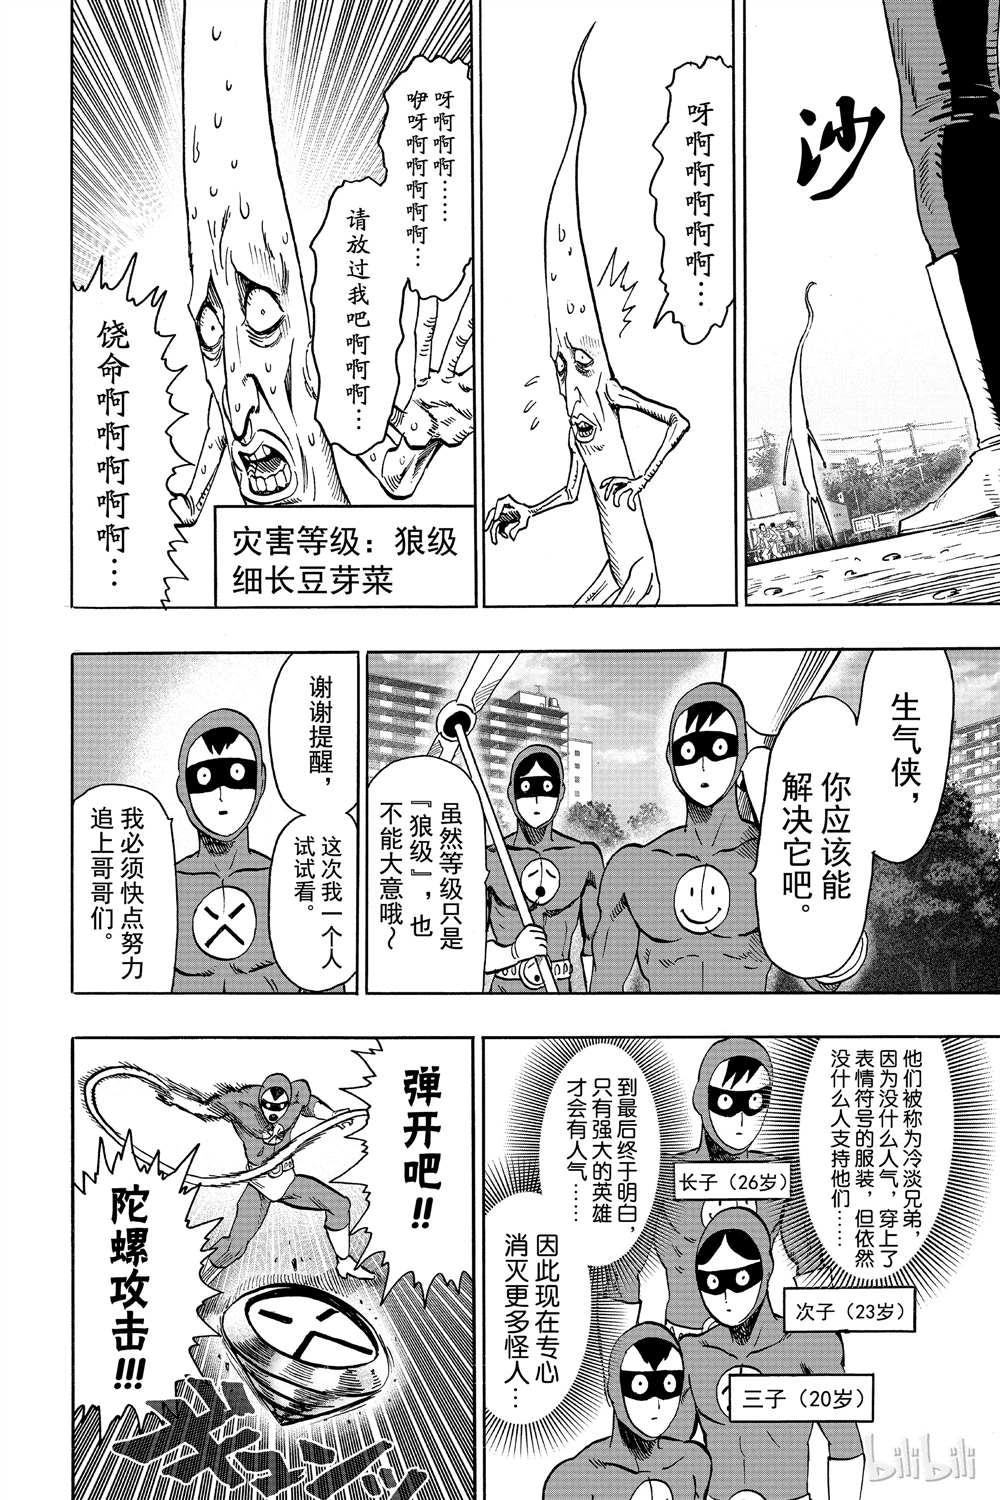 沙
呀啊啊啊啊啊…
呀啊啊啊……
咿呀啊啊啊啊啊…
请放过我吧啊啊啊…
饶命啊啊啊啊啊…
灾害等级：狼级
细长豆芽菜
生气侠，
你应该能
解决它吧。
虽然等级只是
『狼级』，也
不能大意哦～
谢谢提醒，
这次我一个人
试试看。
我必须快点努力
追上哥哥们。
他们被称为冷淡兄弟，
因为没什么人气，穿上了
表情符号的服装，但依然
没什么人支持他们……
长子（26岁）
次子（23岁）
三子（20岁）
到最后终于明白，
只有强大的英雄
才会有人气……
因此现在专心
消灭更多怪人…
弹开吧!!
陀螺攻击!!!
ギュンッ
bilibili